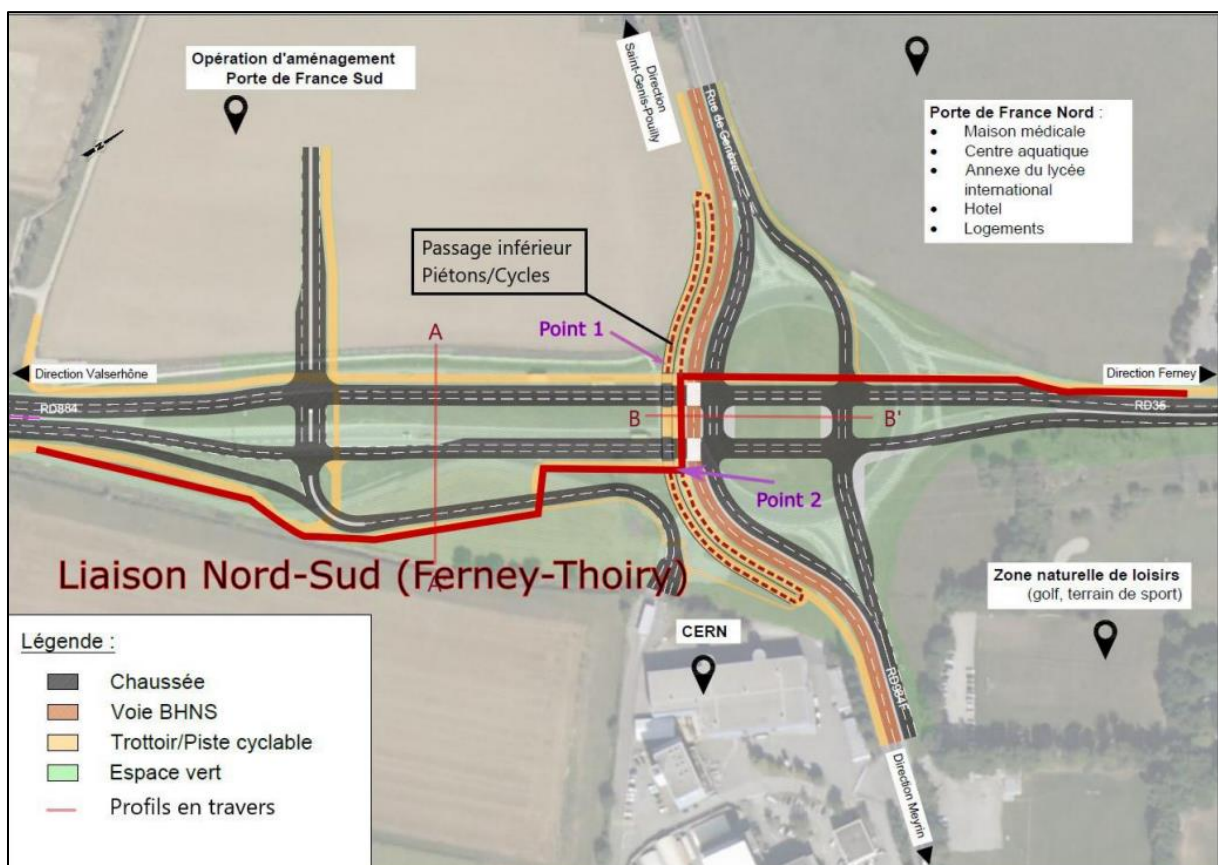 Opération d'aménagement
Porte de France Sud
Direction
Saint-Genis-Pouilly
Rue de Genève
Porte de France Nord :
Maison médicale
Centre aquatique
Annexe du lycée
international
Hotel
Logements
Passage inférieur
Piétons/Cycles
Point 1
A
Direction Valserhône
Direction Ferney
RD884
RD35
B
B'
Point 2
Liaison Nord-Sud (Ferney-Thoiry)
A'
Zone naturelle de loisirs
(golf, terrain de sport)
CERN
RD984F
Direction Meyrin
Légende :
Chaussée
Voie BHNS
Trottoir/Piste cyclable
Espace vert
Profils en travers